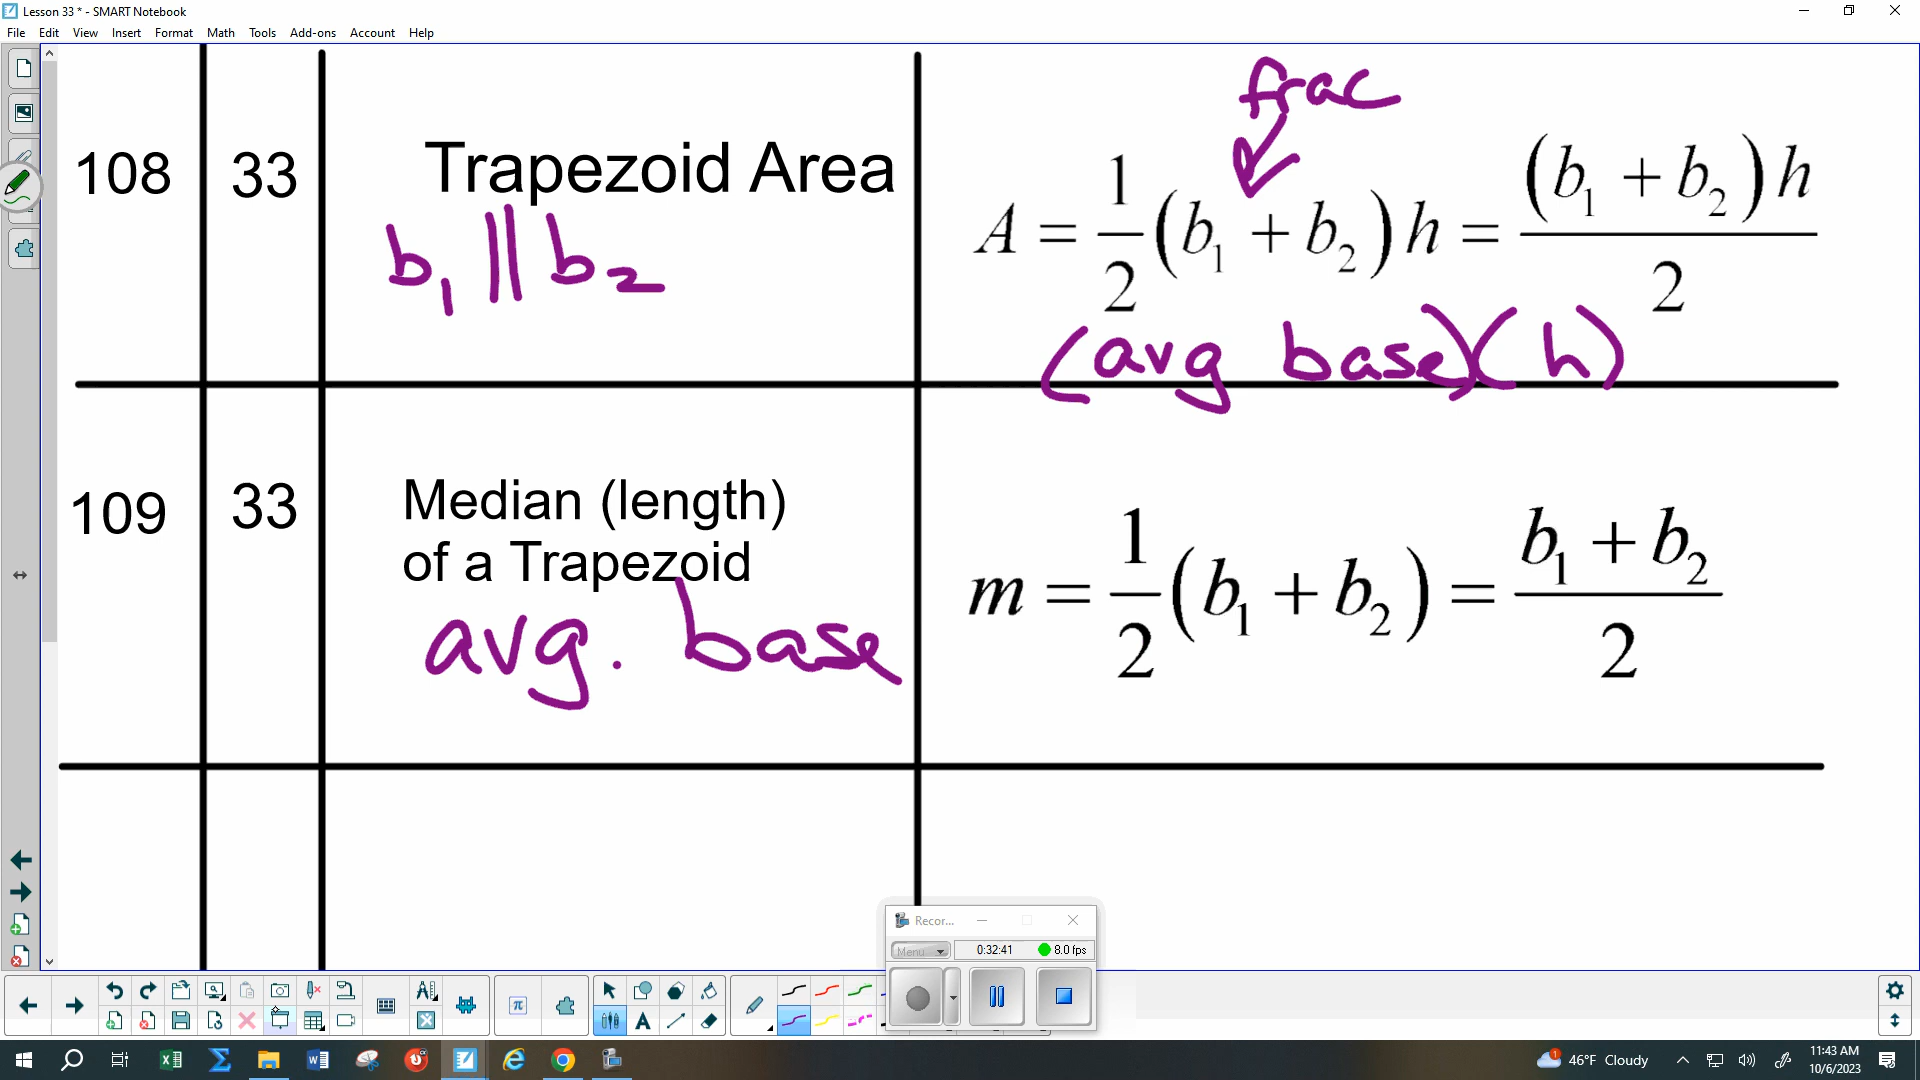 Lesson 33 * - SMART Notebook
File Edit View Insert Format Math Tools Add-ons Account Help
frac
108 33 Trapezoid Area
A = 1/2 (b₁ + b₂) h = (b₁ + b₂) h / 2
b₁ || b₂
(avg base)(h)
109 33 Median (length)
of a Trapezoid
m = 1/2 (b₁ + b₂) = b₁ + b₂ / 2
avg. base
Recor...
Menu 0:32:41 8.0 fps
π
A
46°F Cloudy
11:43 AM
10/6/2023